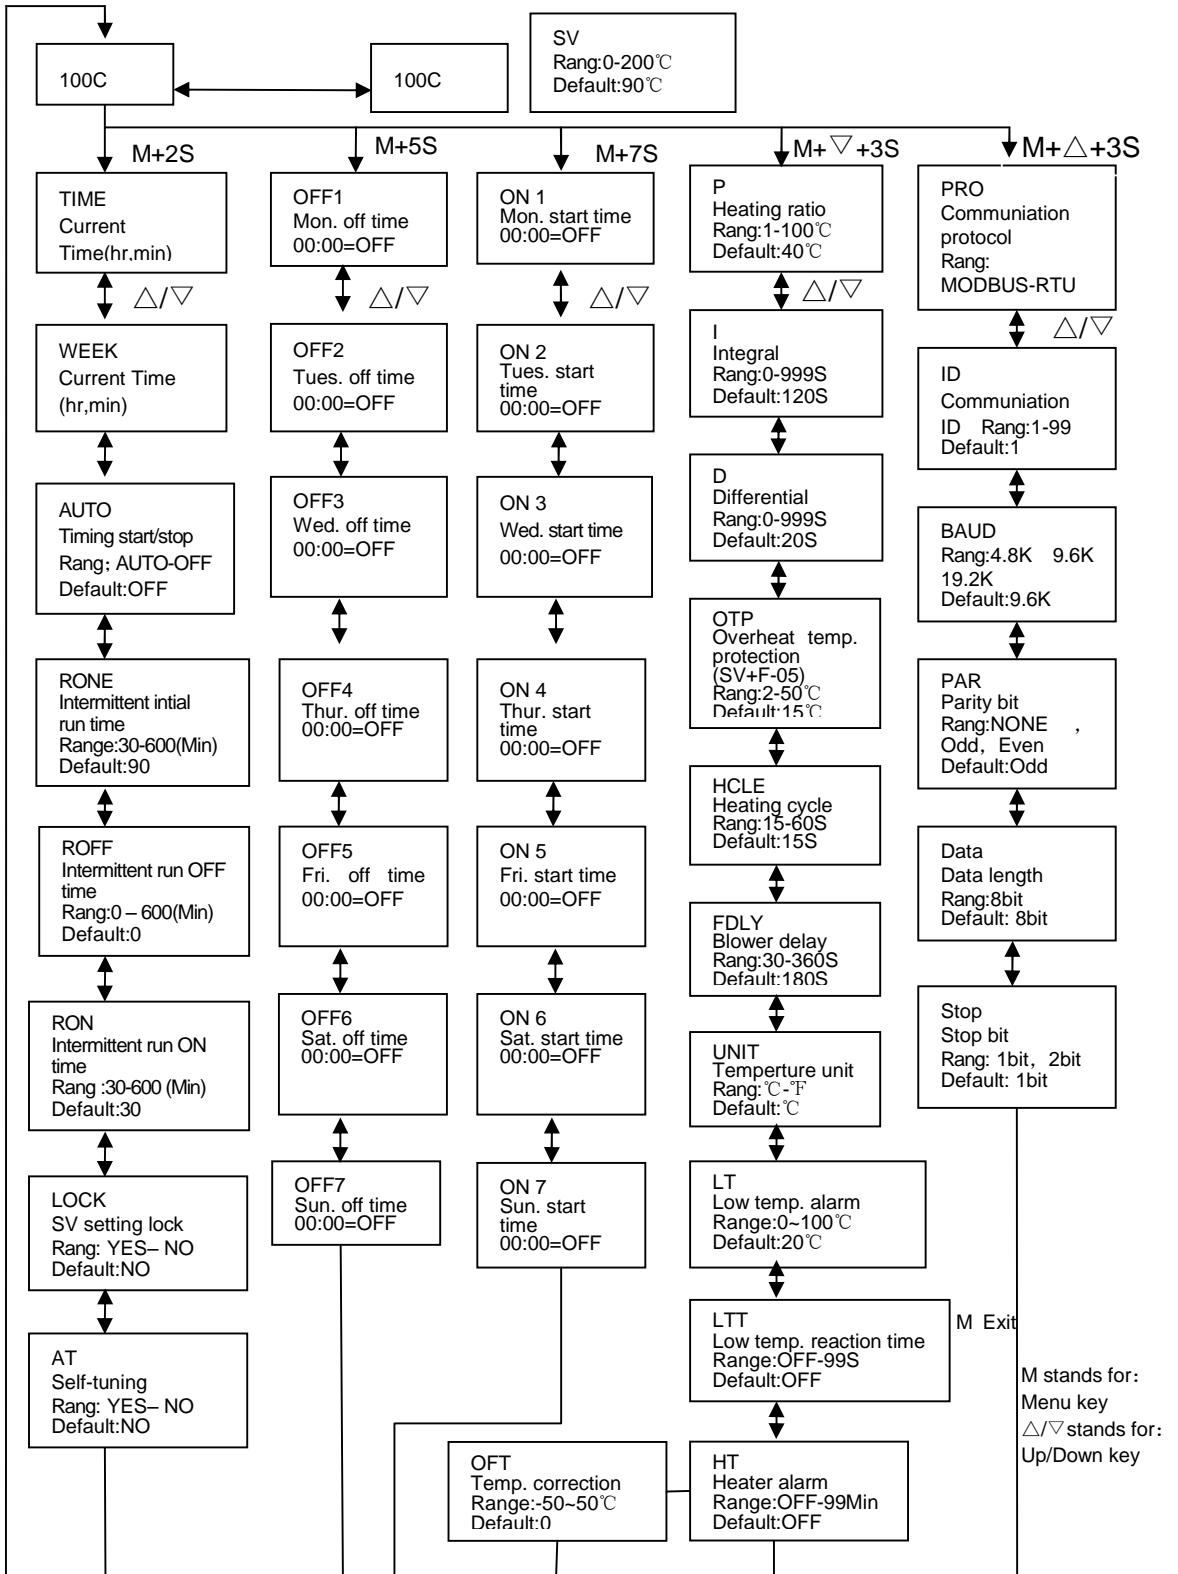 100C
100C
SV
Rang:0-200℃
Default:90℃
M+2S
M+5S
M+7S
M+▽+3S
M+△+3S
TIME
Current
Time(hr,min)
△/▽
WEEK
Current Time
(hr,min)
AUTO
Timing start/stop
Rang; AUTO-OFF
Default:OFF
RONE
Intermittent intial
run time
Range:30-600(Min)
Default:90
ROFF
Intermittent run OFF
time
Rang:0 – 600(Min)
Default:0
RON
Intermittent run ON
time
Rang :30-600 (Min)
Default:30
LOCK
SV setting lock
Rang: YES– NO
Default:NO
AT
Self-tuning
Rang: YES– NO
Default:NO
OFF1
Mon. off time
00:00=OFF
△/▽
OFF2
Tues. off time
00:00=OFF
OFF3
Wed. off time
00:00=OFF
OFF4
Thur. off time
00:00=OFF
OFF5
Fri. off time
00:00=OFF
OFF6
Sat. off time
00:00=OFF
OFF7
Sun. off time
00:00=OFF
ON 1
Mon. start time
00:00=OFF
△/▽
ON 2
Tues. start
time
00:00=OFF
ON 3
Wed. start time
00:00=OFF
ON 4
Thur. start
time
00:00=OFF
ON 5
Fri. start time
00:00=OFF
ON 6
Sat. start time
00:00=OFF
ON 7
Sun. start
time
00:00=OFF
P
Heating ratio
Rang:1-100℃
Default:40℃
△/▽
I
Integral
Rang:0-999S
Default:120S
D
Differential
Rang:0-999S
Default:20S
OTP
Overheat temp.
protection
(SV+F-05)
Rang:2-50℃
Default:15℃
HCLE
Heating cycle
Rang:15-60S
Default:15S
FDLY
Blower delay
Rang:30-360S
Default:180S
UNIT
Temperture unit
Rang:℃-℉
Default:℃
LT
Low temp. alarm
Range:0~100℃
Default:20℃
LTT
Low temp. reaction time
Range:OFF-99S
Default:OFF
HT
Heater alarm
Range:OFF-99Min
Default:OFF
OFT
Temp. correction
Range:-50~50℃
Default:0
PRO
Communiation
protocol
Rang:
MODBUS-RTU
△/▽
ID
Communiation
ID Rang:1-99
Default:1
BAUD
Rang:4.8K 9.6K
19.2K
Default:9.6K
PAR
Parity bit
Rang:NONE ,
Odd, Even
Default:Odd
Data
Data length
Rang:8bit
Default: 8bit
Stop
Stop bit
Rang: 1bit, 2bit
Default: 1bit
M Exit
M stands for:
Menu key
△/▽stands for:
Up/Down key